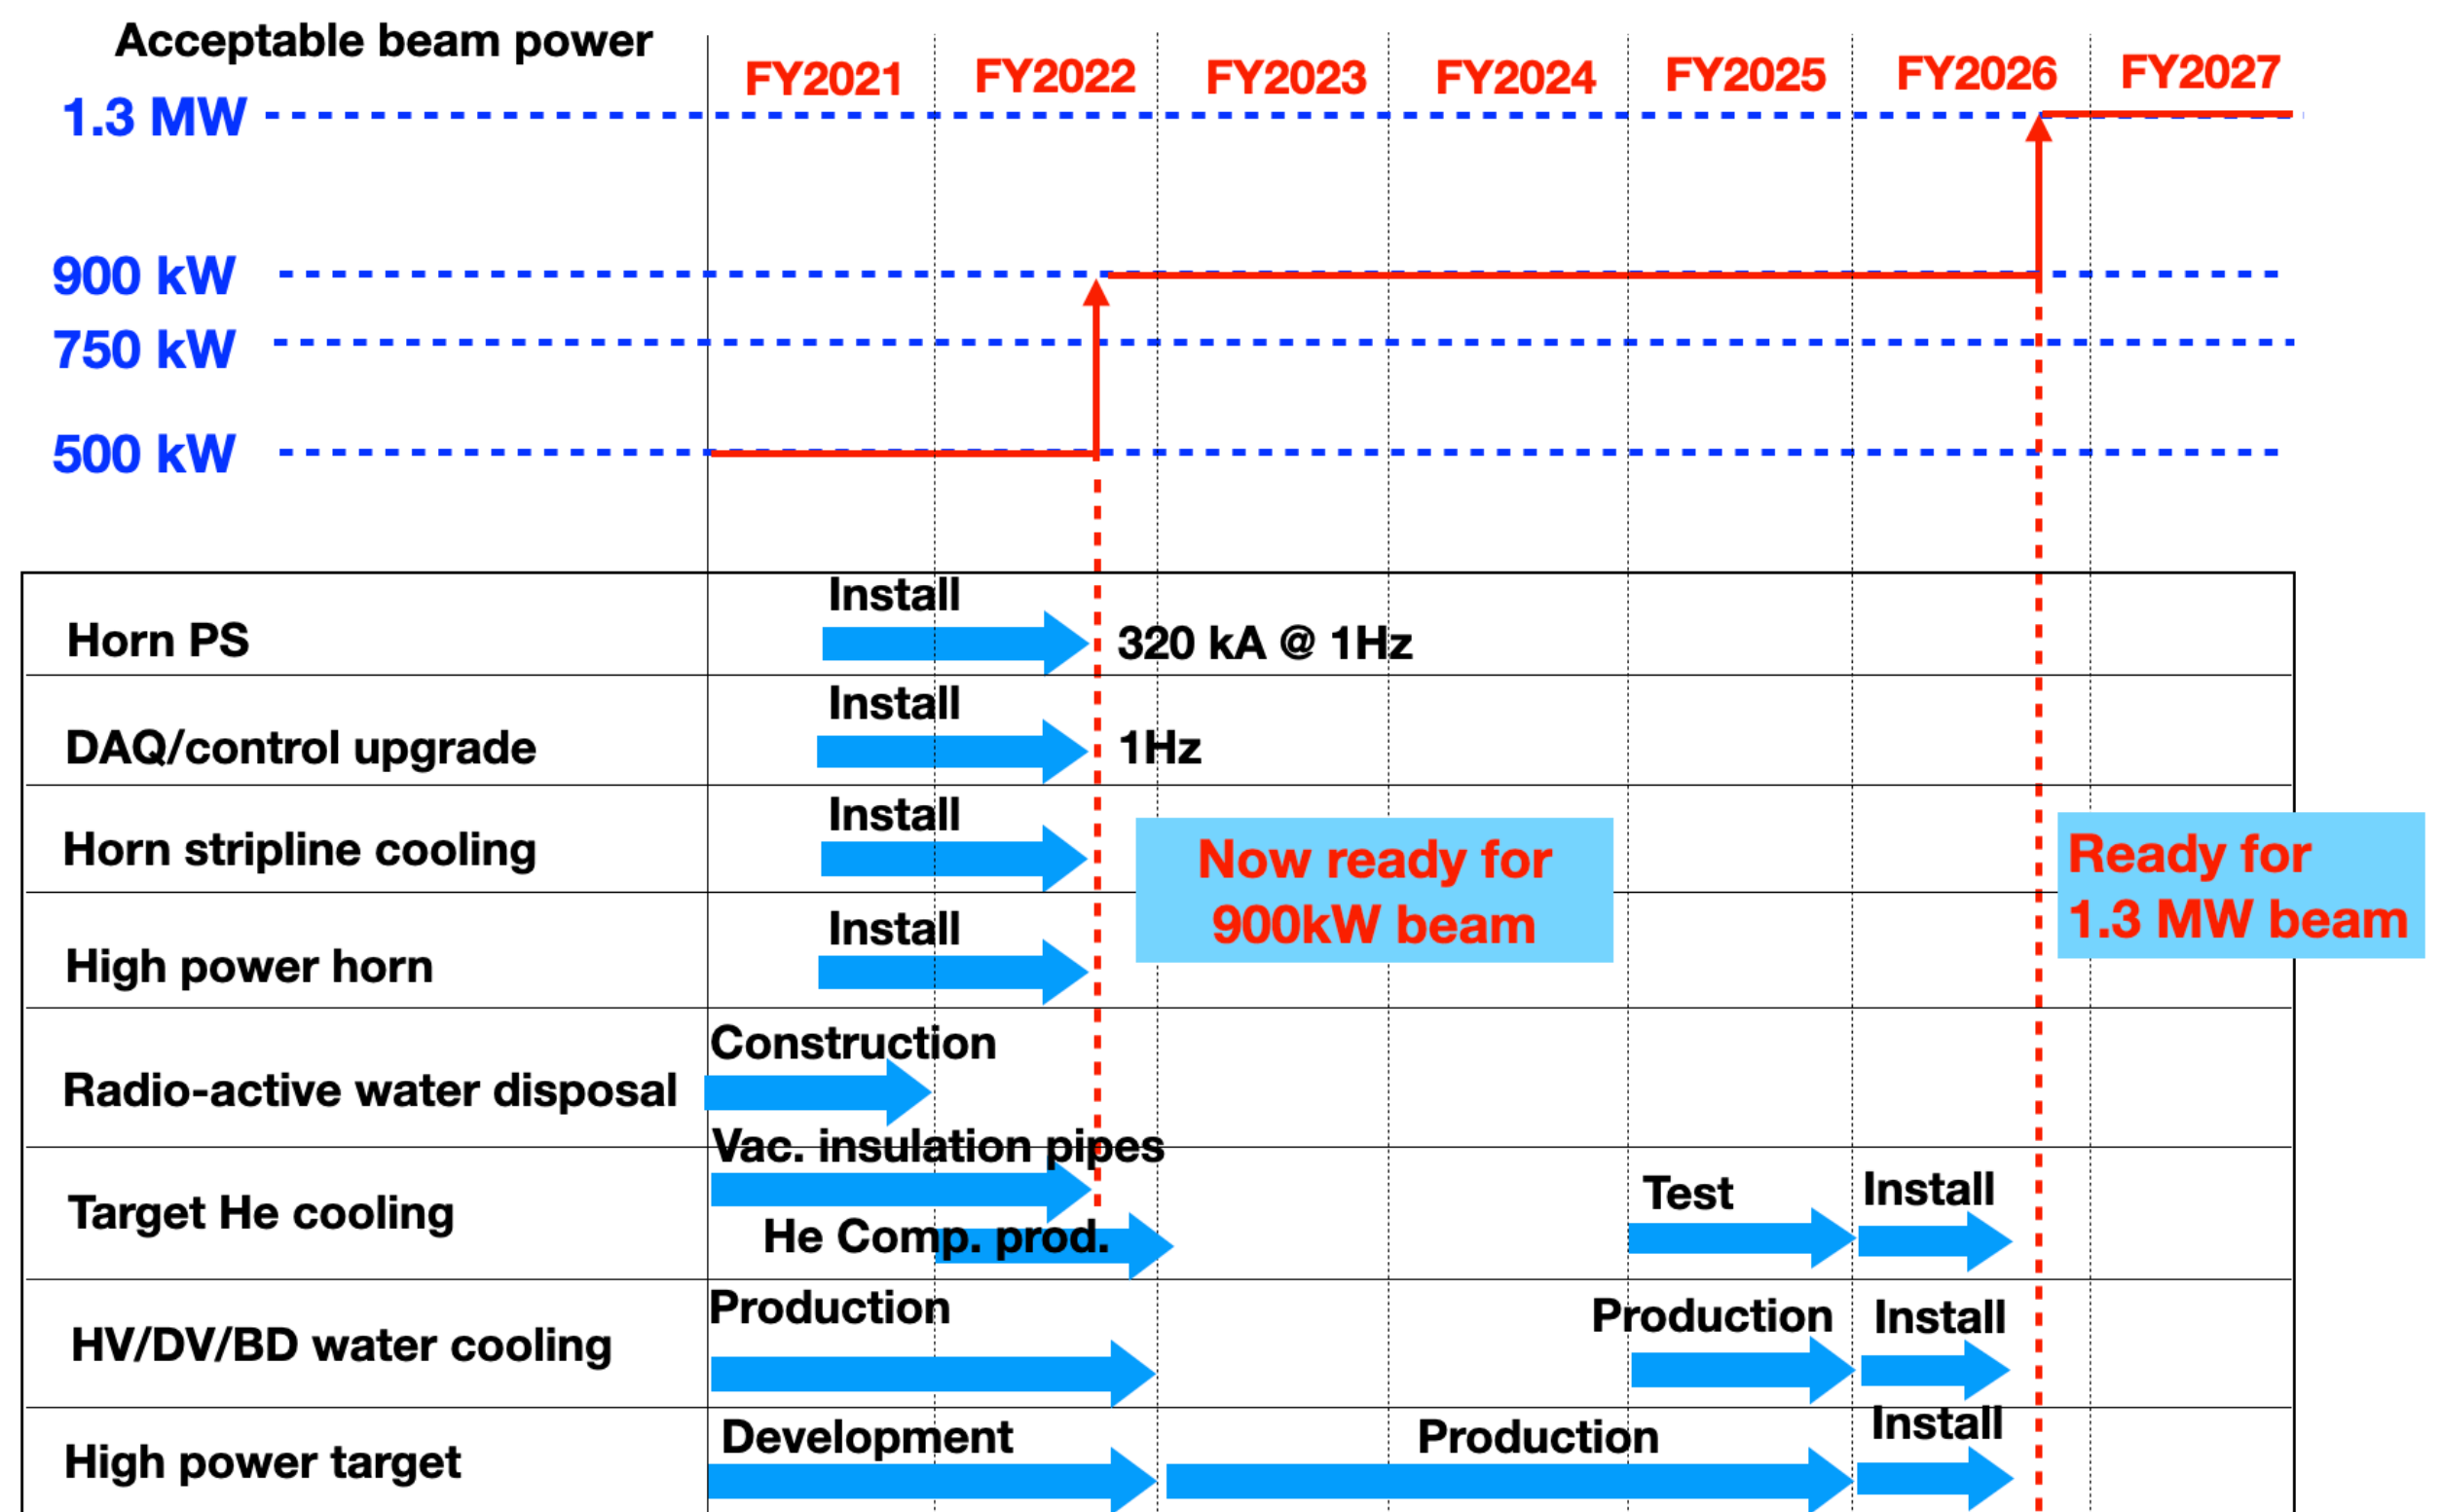 Acceptable beam power
FY2021 FY2022 FY2023 FY2024 FY2025 FY2026 FY2027
1.3 MW
900 kW
750 kW
500 kW
Install
Horn PS
320 kA @ 1Hz
Install
DAQ/control upgrade
1Hz
Install
Horn stripline cooling
Now ready for
900kW beam
Ready for
1.3 MW beam
Install
High power horn
Construction
Radio-active water disposal
Vac. insulation pipes
Target He cooling
He Comp. prod.
Test
Install
Production
HV/DV/BD water cooling
Production
Install
Development
High power target
Production
Install